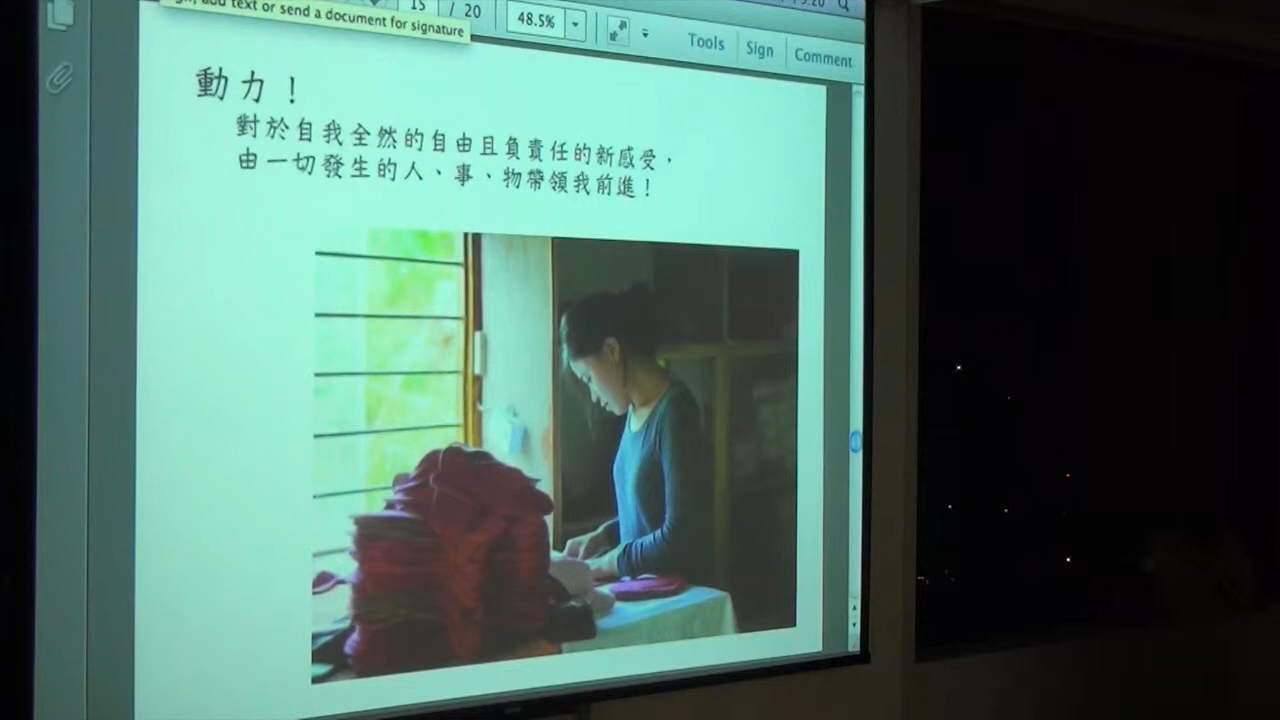 add text or send a document for signature
15 / 20
48.5%
Tools Sign Comment
動力！
對於自我全然的自由且負責任的新感受，
由一切發生的人、事、物帶領我前進！